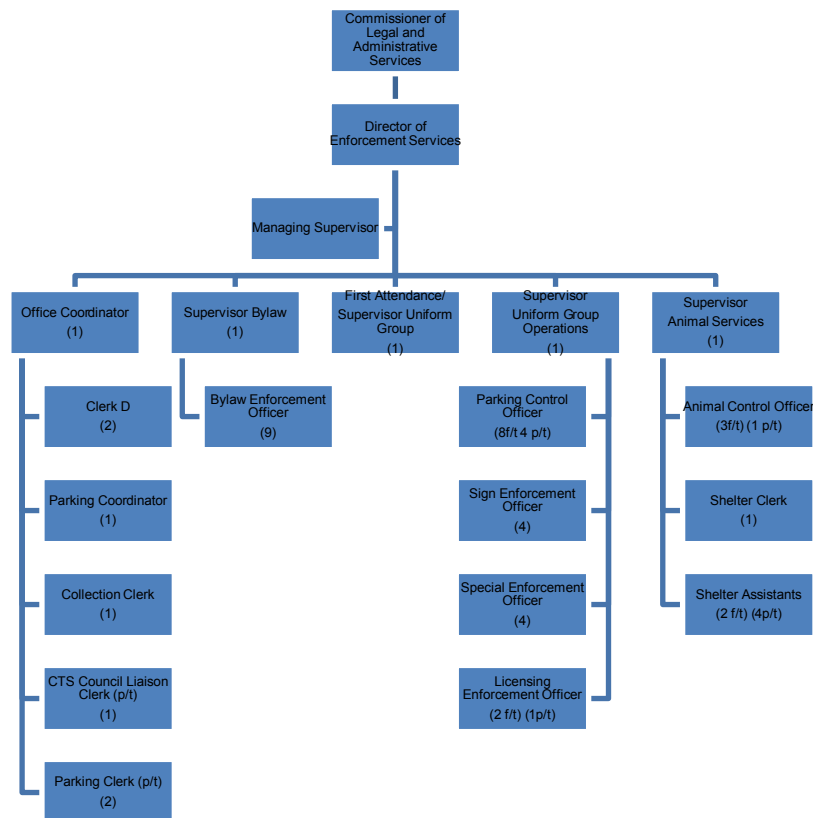 Commissioner of
Legal and
Administrative
Services
Director of
Enforcement Services
Managing Supervisor
Office Coordinator
(1)
Supervisor Bylaw
(1)
First Attendance/
Supervisor Uniform
Group
(1)
Supervisor
Uniform Group
Operations
(1)
Supervisor
Animal Services
(1)
Clerk D
(2)
Parking Coordinator
(1)
Collection Clerk
(1)
CTS Council Liaison
Clerk (p/t)
(1)
Parking Clerk (p/t)
(2)
Bylaw Enforcement
Officer
(9)
Parking Control
Officer
(8f/t 4 p/t)
Sign Enforcement
Officer
(4)
Special Enforcement
Officer
(4)
Licensing
Enforcement Officer
(2 f/t) (1p/t)
Animal Control Officer
(3f/t) (1 p/t)
Shelter Clerk
(1)
Shelter Assistants
(2 f/t) (4p/t)